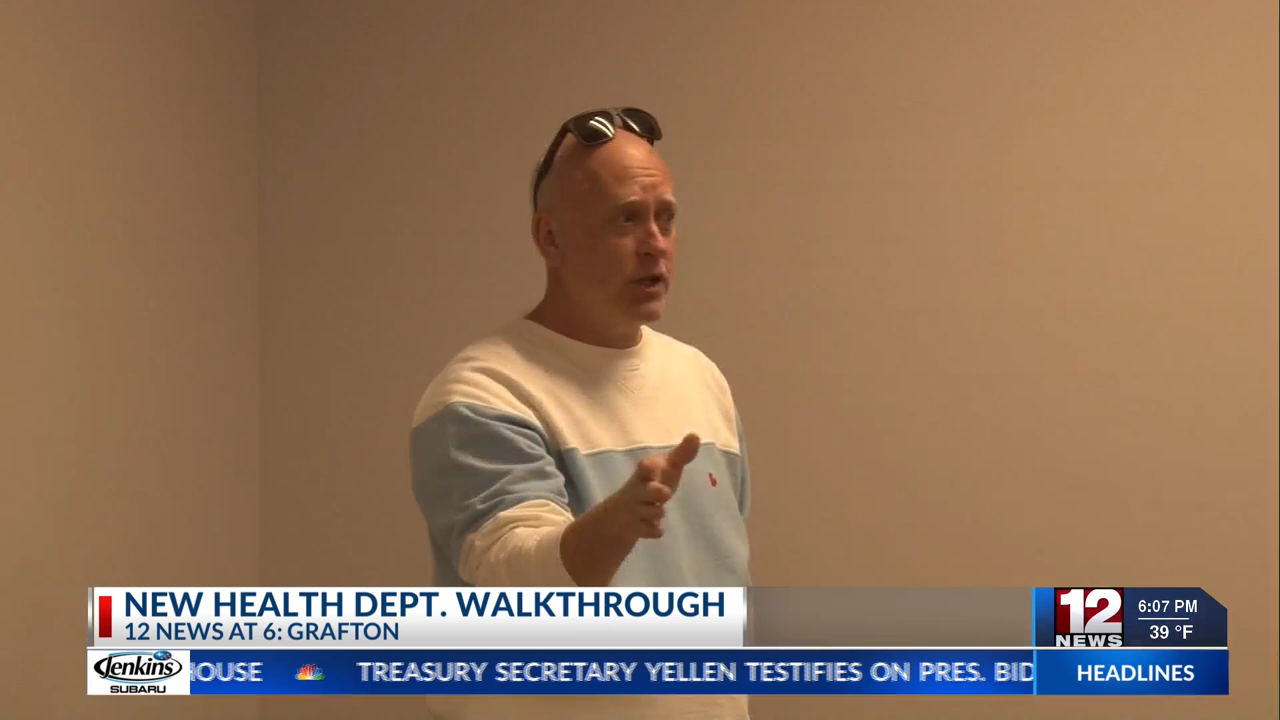 NEW HEALTH DEPT. WALKTHROUGH
12 NEWS AT 6: GRAFTON
12
NEWS
6:07 PM
39 °F
Jenkins
SUBARU
HOUSE
TREASURY SECRETARY YELLEN TESTIFIES ON PRES. BID
HEADLINES